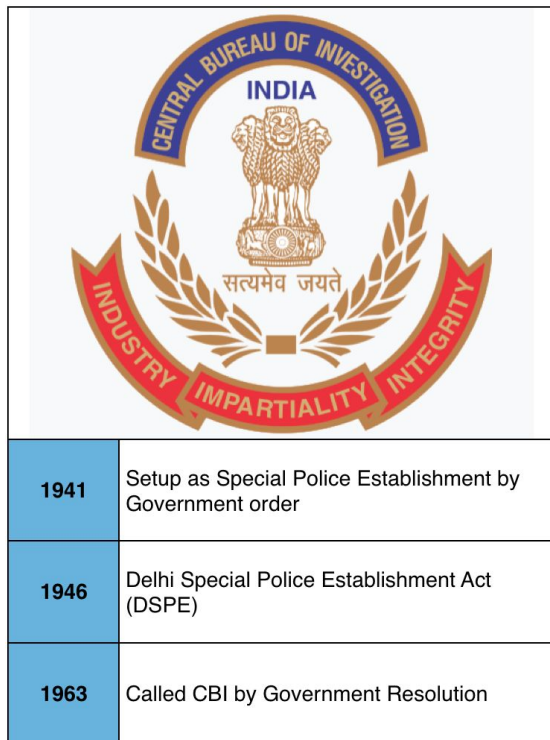 CENTRAL BUREAU OF INVESTIGATION
INDIA
सत्यमेव जयते
INDUSTRY
IMPARTIALITY
INTEGRITY
1941
Setup as Special Police Establishment by
Government order
1946
Delhi Special Police Establishment Act
(DSPE)
1963
Called CBI by Government Resolution